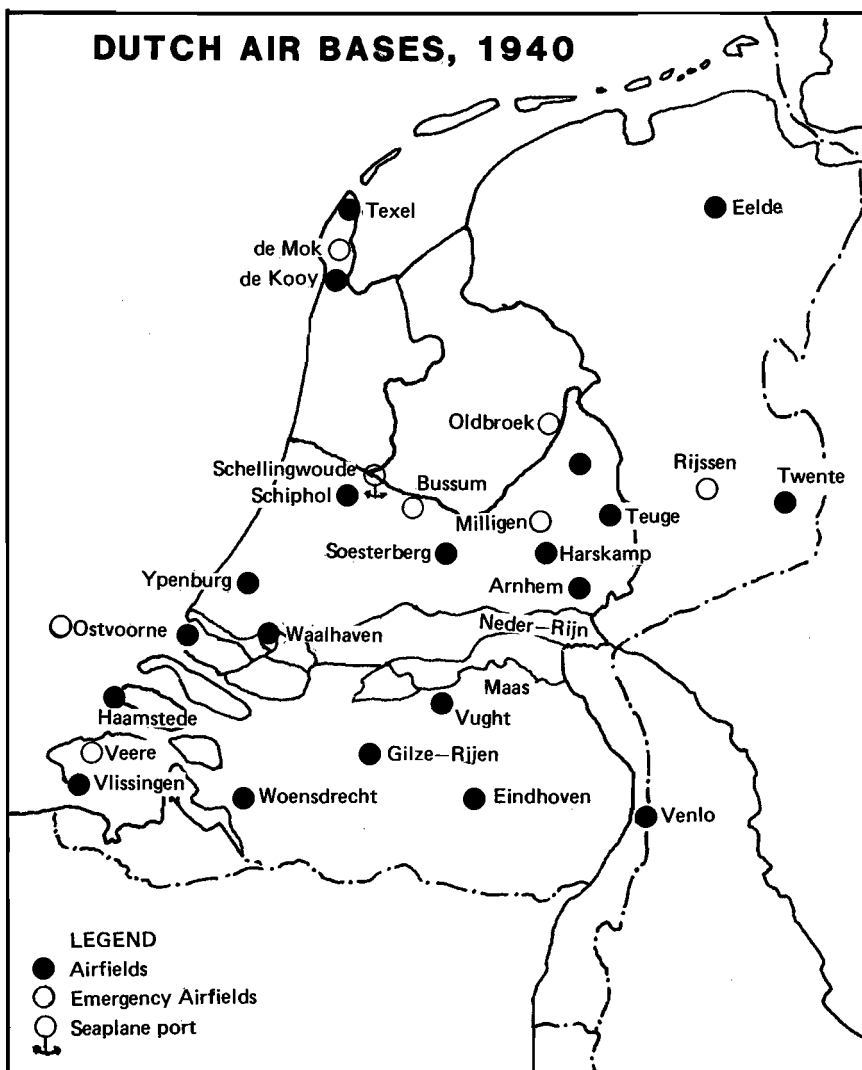 DUTCH AIR BASES, 1940
Texel
Eelde
de Mok
de Kooy
Oldbroek
Schellingwoude
Bussum
Rijssen
Twente
Schiphol
Milligen
Teuge
Soesterberg
Harskamp
Ypenburg
Arnhem
Ostvoorne
Waalhaven
Neder–Rijn
Maas
Haamstede
Vught
Veere
Gilze–Rijen
Vlissingen
Woensdrecht
Eindhoven
Venlo
LEGEND
Airfields
Emergency Airfields
Seaplane port